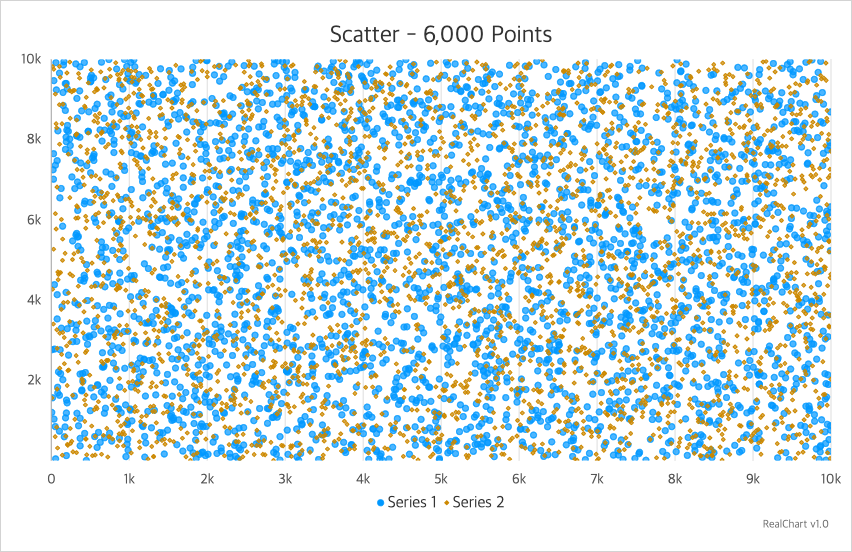 Scatter - 6,000 Points
10k
8k
6k
4k
2k
0 1k 2k 3k 4k 5k 6k 7k 8k 9k 10k
Series 1 Series 2
RealChart v1.0